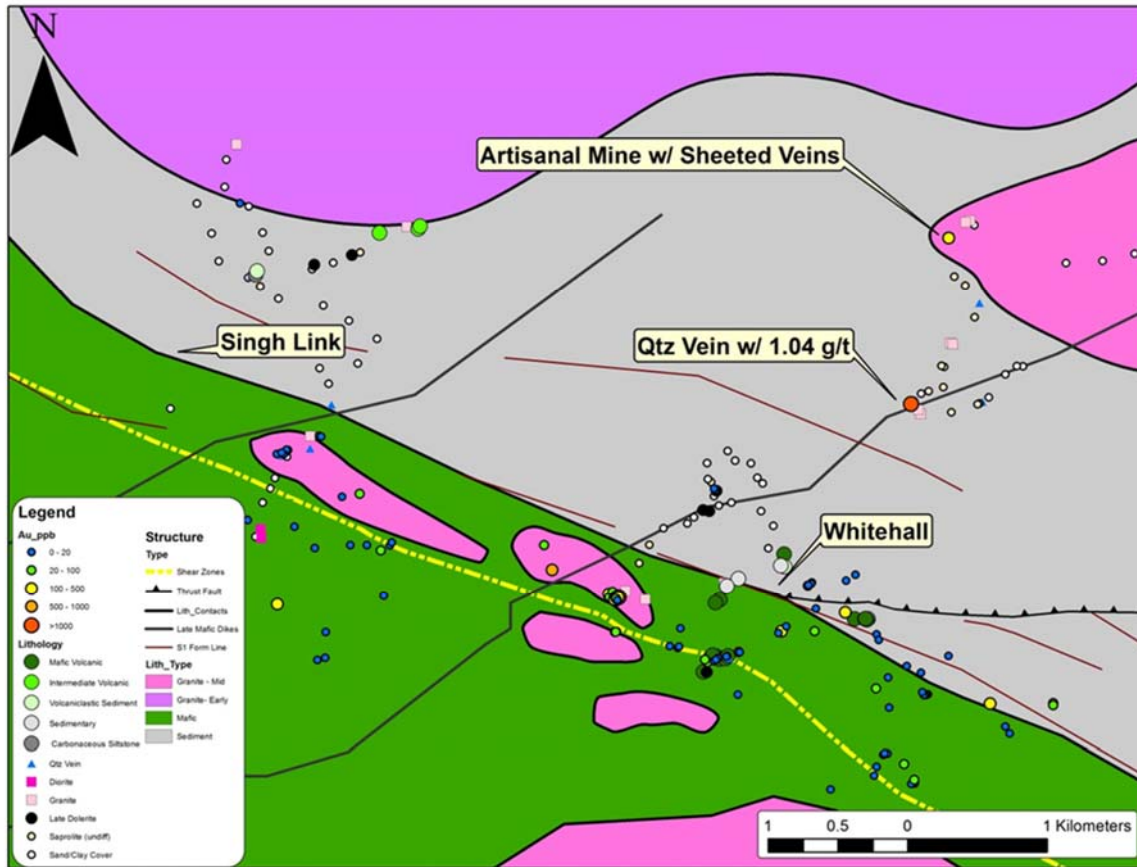 N
Artisanal Mine w/ Sheeted Veins
Singh Link
Qtz Vein w/ 1.04 g/t
Whitehall
Legend
Au_ppb
0 - 20
20 - 100
100 - 500
500 - 1000
>1000
Lithology
Mafic Volcanic
Intermediate Volcanic
Volcaniclastic Sediment
Sedimentary
Carbonaceous Siltstone
Qtz Vein
Diorite
Granite
Late Dolerite
Saprolite (undiff)
Sand/Clay Cover
Structure
Type
Shear Zones
Thrust Fault
Lith_Contacts
Late Mafic Dikes
S1 Form Line
Lith_Type
Granite - Mid
Granite- Early
Mafic
Sediment
1 0.5 0 1 Kilometers